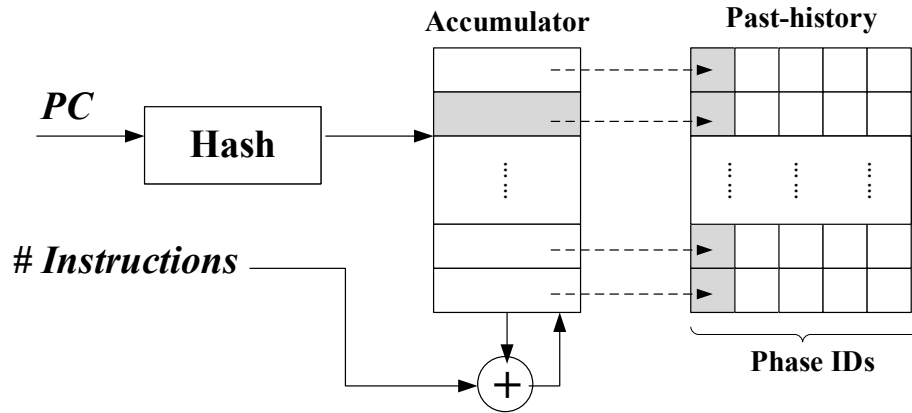 Accumulator
Past-history
PC
Hash
# Instructions
+
Phase IDs